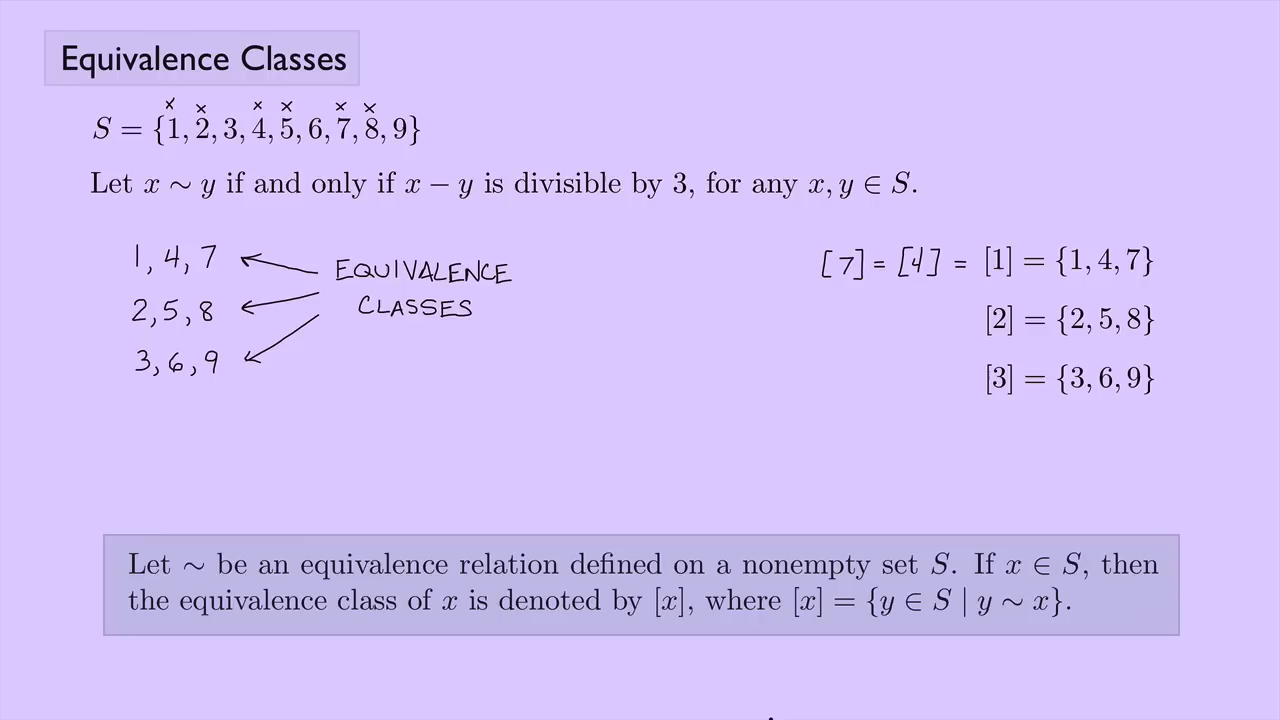 Equivalence Classes
x x x x x x
S = {1, 2, 3, 4, 5, 6, 7, 8, 9}
Let x ∼ y if and only if x − y is divisible by 3, for any x, y ∈ S.
1, 4, 7
2, 5, 8
3, 6, 9
EQUIVALENCE
CLASSES
[7] = [4] = [1] = {1, 4, 7}
[2] = {2, 5, 8}
[3] = {3, 6, 9}
Let ∼ be an equivalence relation defined on a nonempty set S. If x ∈ S, then
the equivalence class of x is denoted by [x], where [x] = {y ∈ S | y ∼ x}.